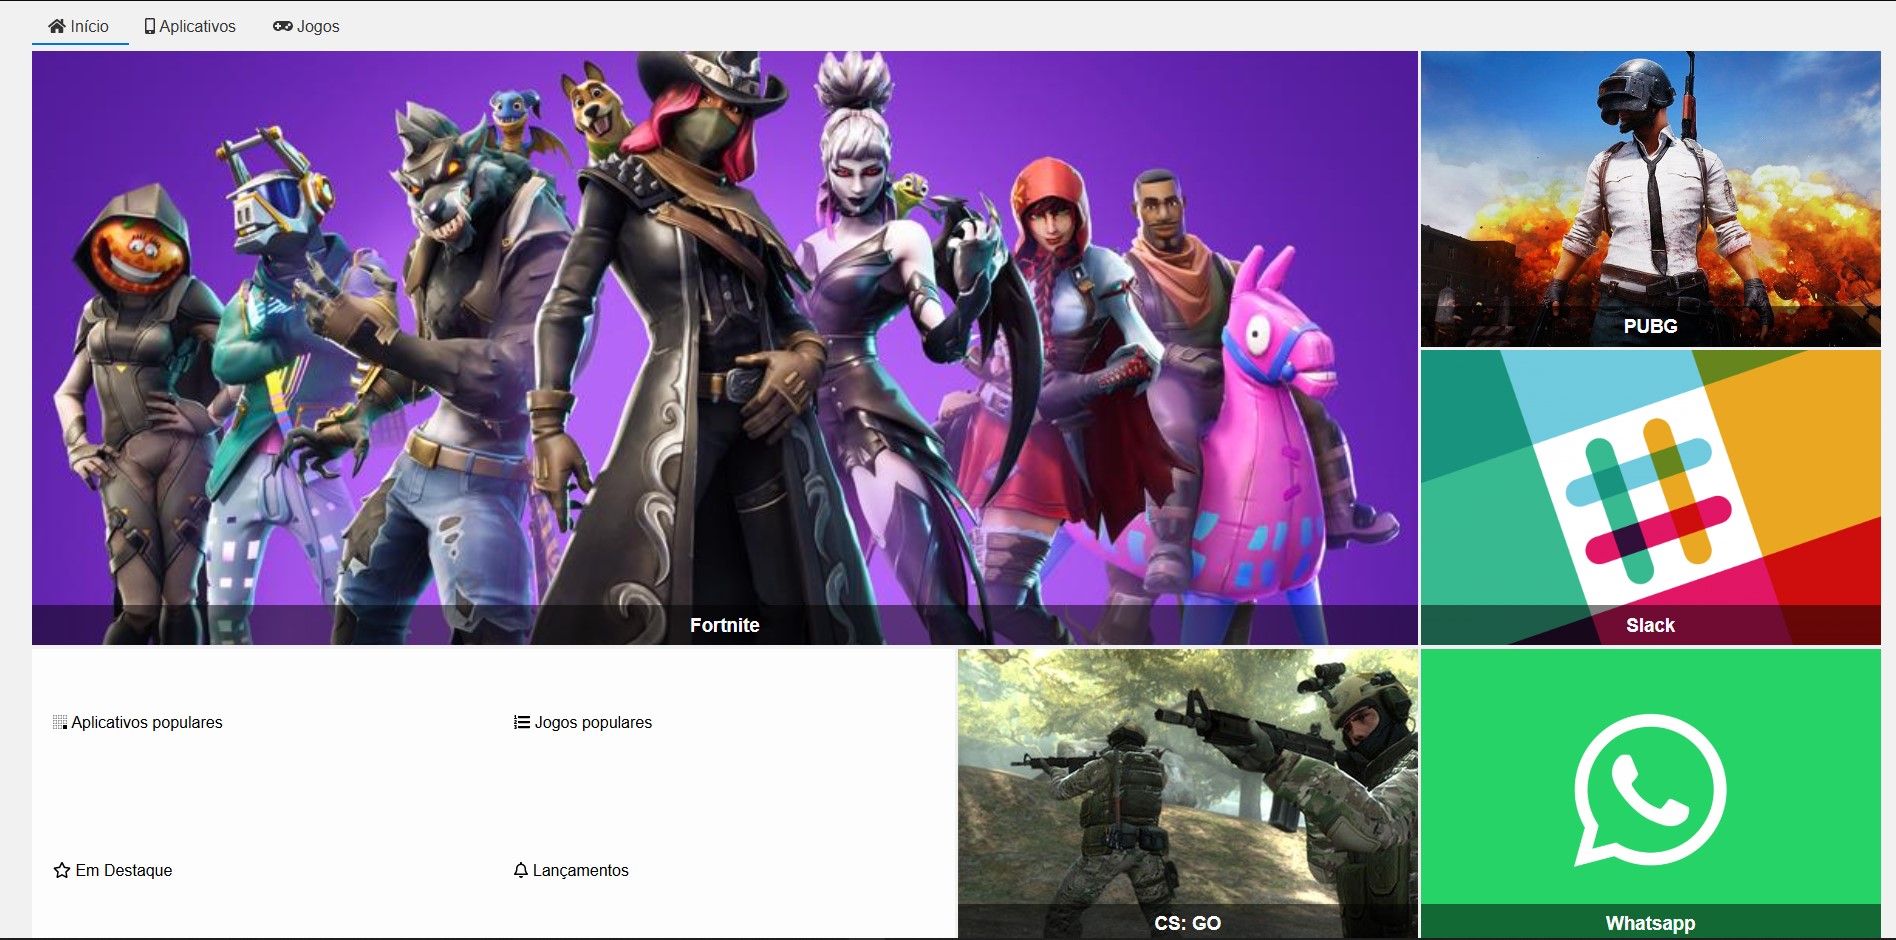 Início
Aplicativos
Jogos
Fortnite
PUBG
Slack
Aplicativos populares
Jogos populares
Em Destaque
Lançamentos
CS: GO
Whatsapp